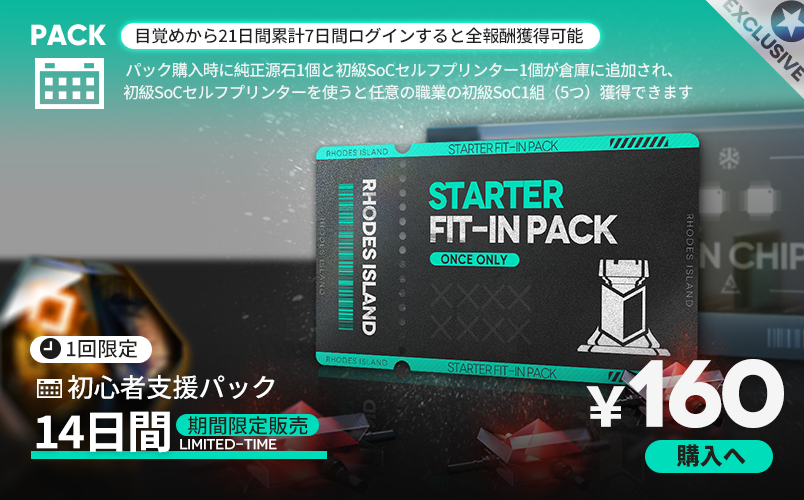 PACK
目覚めから21日間累計7日間ログインすると全報酬獲得可能
EXCLUSIVE
パック購入時に純正源石1個と初級SoCセルフプリンター1個が倉庫に追加され、
初級SoCセルフプリンターを使うと任意の職業の初級SoC1組(5つ)獲得できます
RHODES ISLAND
STARTER FIT-IN PACK
RHODES ISLAND
RHODES ISLAND
STARTER
FIT-IN PACK
ONCE ONLY
RHODES ISLAND
N CHIP
RHODES ISLAND
STARTER FIT-IN PACK
1回限定
初心者支援パック
14日間
期間限定販売
LIMITED-TIME
¥160
購入へ